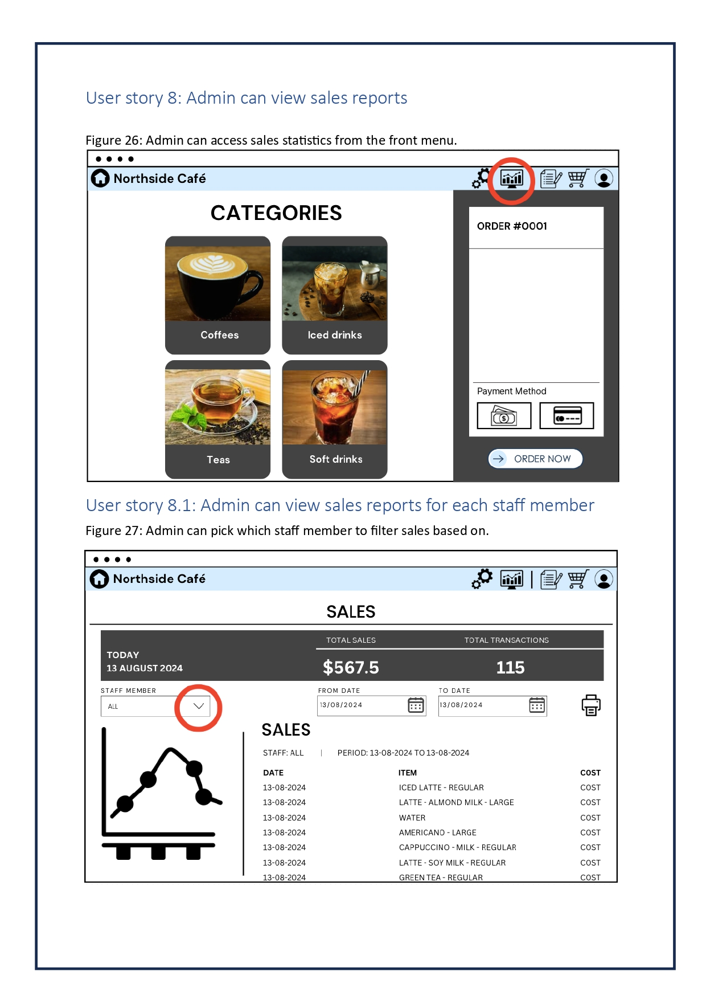 User story 8: Admin can view sales reports
Figure 26: Admin can access sales statistics from the front menu.
Northside Café
CATEGORIES
ORDER #0001
Coffees
Iced drinks
Payment Method
Teas
Soft drinks
ORDER NOW
User story 8.1: Admin can view sales reports for each staff member
Figure 27: Admin can pick which staff member to filter sales based on.
Northside Café
SALES
TOTAL SALES TOTAL TRANSACTIONS
TODAY
13 AUGUST 2024 $567.5 115
STAFF MEMBER FROM DATE TO DATE
ALL 13/08/2024 13/08/2024
SALES
STAFF: ALL | PERIOD: 13-08-2024 TO 13-08-2024
DATE ITEM COST
13-08-2024 ICED LATTE - REGULAR COST
13-08-2024 LATTE - ALMOND MILK - LARGE COST
13-08-2024 WATER COST
13-08-2024 AMERICANO - LARGE COST
13-08-2024 CAPPUCCINO - MILK - REGULAR COST
13-08-2024 LATTE - SOY MILK - REGULAR COST
13-08-2024 GREEN TEA - REGULAR COST